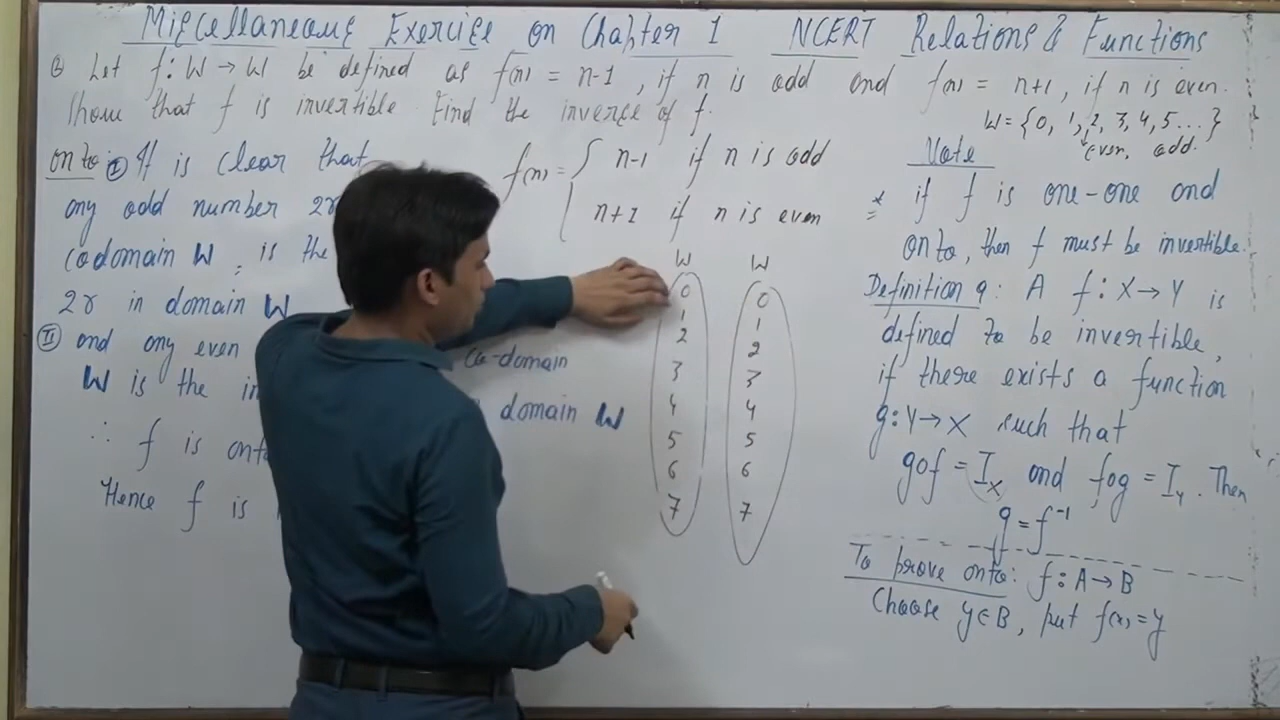 Miscellaneous Exercise on Chapter 1 NCERT Relations & Functions
Let f: W → W be defined as f(n) = n-1, if n is odd and f(n) = n+1, if n is even.
Show that f is invertible. Find the inverse of f.
W = {0, 1, 2, 3, 4, 5...}
even, odd.
onto (I) It is clear that
any odd number 2r
codomain W, is the
2r in domain W
(II) and any even
co-domain
W is the
domain W
∴ f is onto
Hence f is
f(n) = { n-1 if n is odd
n+1 if n is even
W W
0 0
1 1
2 2
3 3
4 4
5 5
6 6
7 7
Note
* if f is one-one and
onto, then f must be invertible.
Definition 9: A f: X → Y is
defined to be invertible,
if there exists a function
g: Y → X such that
gof = I_X and fog = I_Y. Then
g = f⁻¹
To prove onto: f: A → B
Choose y ∈ B, put f(x) = y